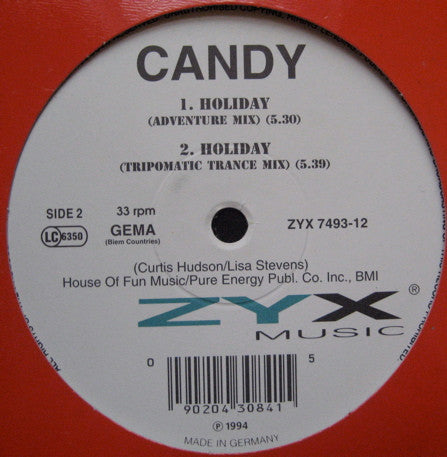 CANDY
1. HOLIDAY
(ADVENTURE MIX) (5.30)
2. HOLIDAY
(TRIPOMATIC TRANCE MIX) (5.39)
SIDE 2
33 rpm
ZYX 7493-12
LC 6350
GEMA
(Biem Countries)
(Curtis Hudson/Lisa Stevens)
House Of Fun Music/Pure Energy Publ. Co. Inc., BMI
ZYX®
MUSIC
0 5
90204 30841
℗ 1994
MADE IN GERMANY